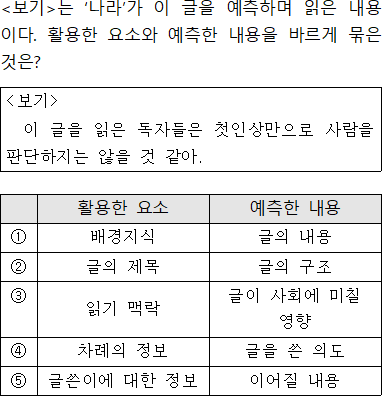 <보기>는 ‘나라’가 이 글을 예측하며 읽은 내용
이다. 활용한 요소와 예측한 내용을 바르게 묶은
것은?
<보기>
이 글을 읽은 독자들은 첫인상만으로 사람을
판단하지는 않을 것 같아.
활용한 요소 예측한 내용
① 배경지식 글의 내용
② 글의 제목 글의 구조
③ 읽기 맥락 글이 사회에 미칠
영향
④ 차례의 정보 글을 쓴 의도
⑤ 글쓴이에 대한 정보 이어질 내용